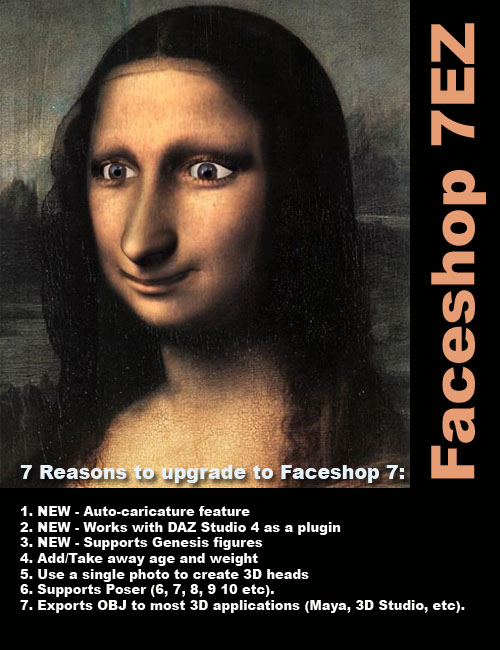 Faceshop 7EZ
7 Reasons to upgrade to Faceshop 7:
1. NEW - Auto-caricature feature
2. NEW - Works with DAZ Studio 4 as a plugin
3. NEW - Supports Genesis figures
4. Add/Take away age and weight
5. Use a single photo to create 3D heads
6. Supports Poser (6, 7, 8, 9 10 etc).
7. Exports OBJ to most 3D applications (Maya, 3D Studio, etc).